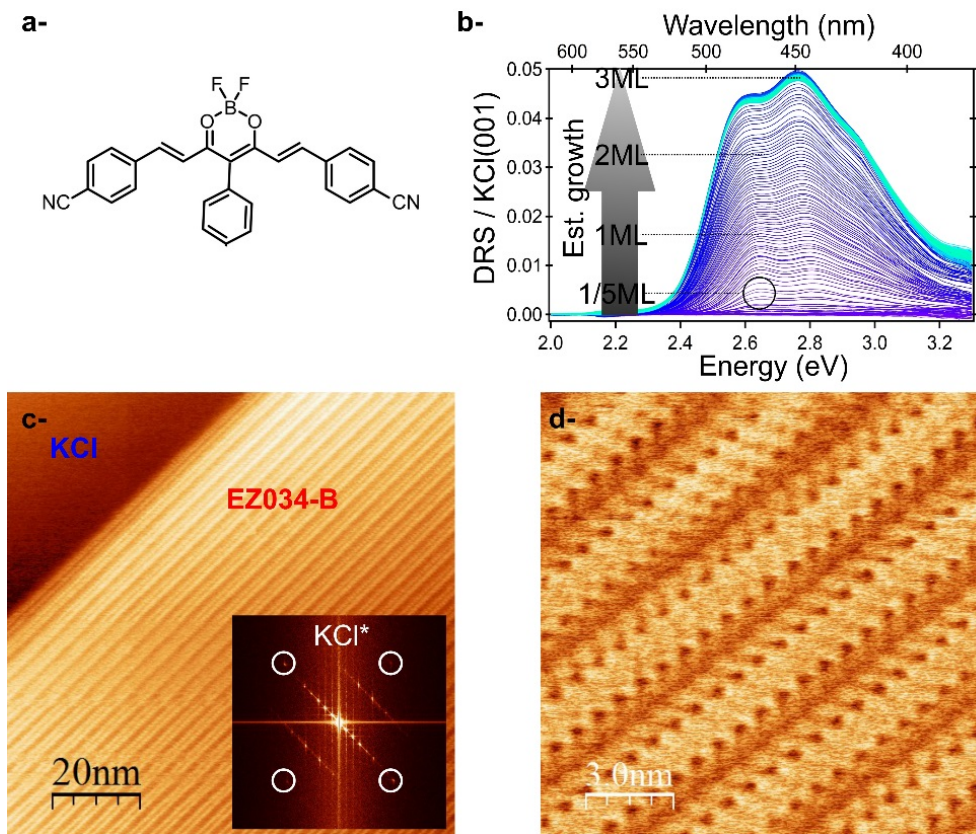 a-
F F
B
O O
NC CN
b-
Wavelength (nm)
600 550 500 450 400
DRS / KCl(001)
0.05
0.04
0.03
0.02
0.01
0.00
Est. growth
3ML
2ML
1ML
1/5ML
2.0 2.2 2.4 2.6 2.8 3.0 3.2
Energy (eV)
c-
KCl
EZ034-B
KCl*
20nm
d-
3.0nm